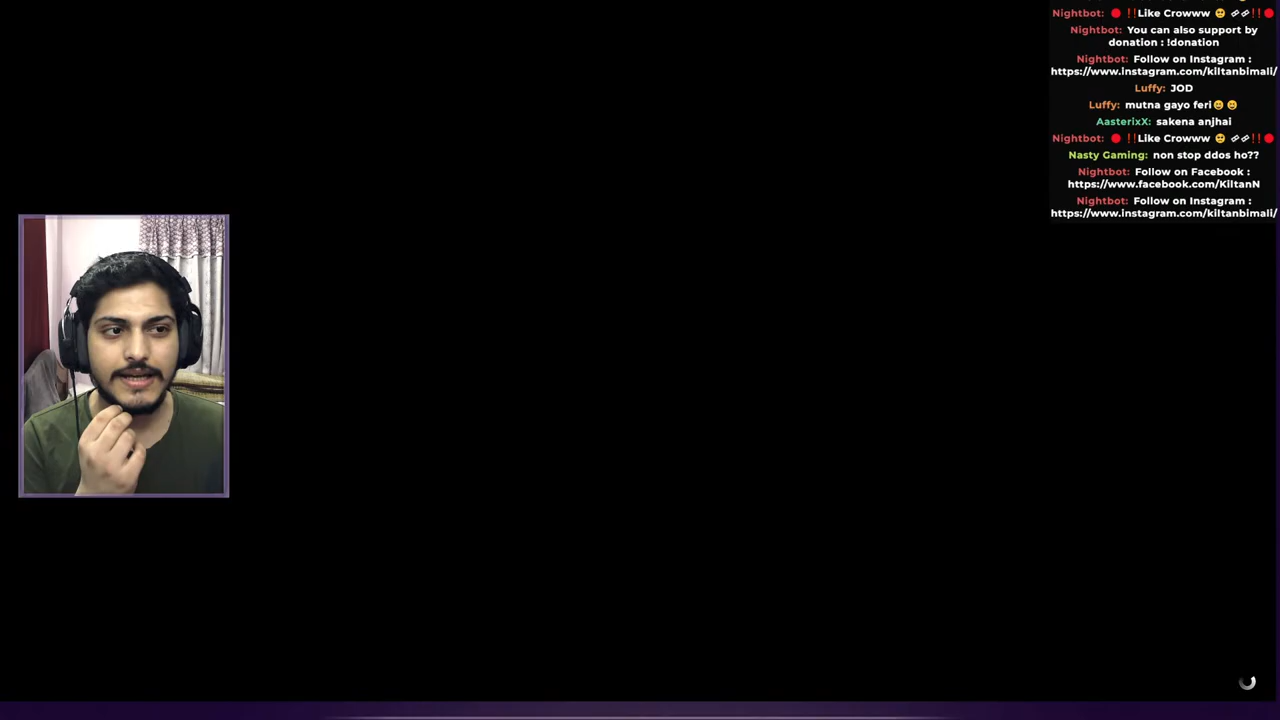 Nightbot: 🔴 ‼️Like Crowww 🙂 🔗🔗‼️🔴
Nightbot: You can also support by
donation : !donation
Nightbot: Follow on Instagram :
https://www.instagram.com/kiltanbimali/
Luffy: JOD
Luffy: mutna gayo feri😀😀
AasterixX: sakena anjhai
Nightbot: 🔴 ‼️Like Crowww 🙂 🔗🔗‼️🔴
Nasty Gaming: non stop ddos ho??
Nightbot: Follow on Facebook :
https://www.facebook.com/KiltanN
Nightbot: Follow on Instagram :
https://www.instagram.com/kiltanbimali/